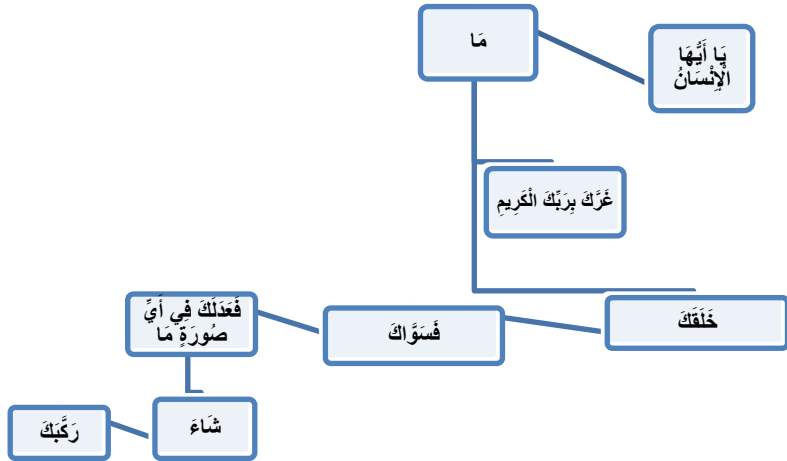 يَا أَيُّهَا
الْإِنْسَانُ
مَا
غَرَّكَ بِرَبِّكَ الْكَرِيمِ
خَلَقَكَ
فَسَوَّاكَ
فَعَدَلَكَ فِي أَيِّ
صُورَةٍ مَا
شَاءَ
رَكَّبَكَ